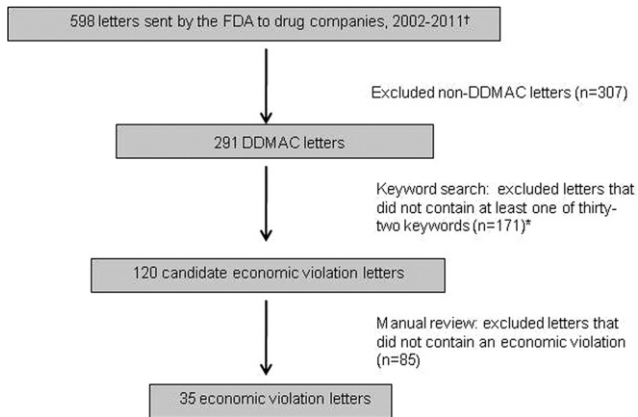 598 letters sent by the FDA to drug companies, 2002-2011†
Excluded non-DDMAC letters (n=307)
291 DDMAC letters
Keyword search:  excluded letters that
did not contain at least one of thirty-
two keywords (n=171)*
120 candidate economic violation letters
Manual review: excluded letters that
did not contain an economic violation
(n=85)
35 economic violation letters